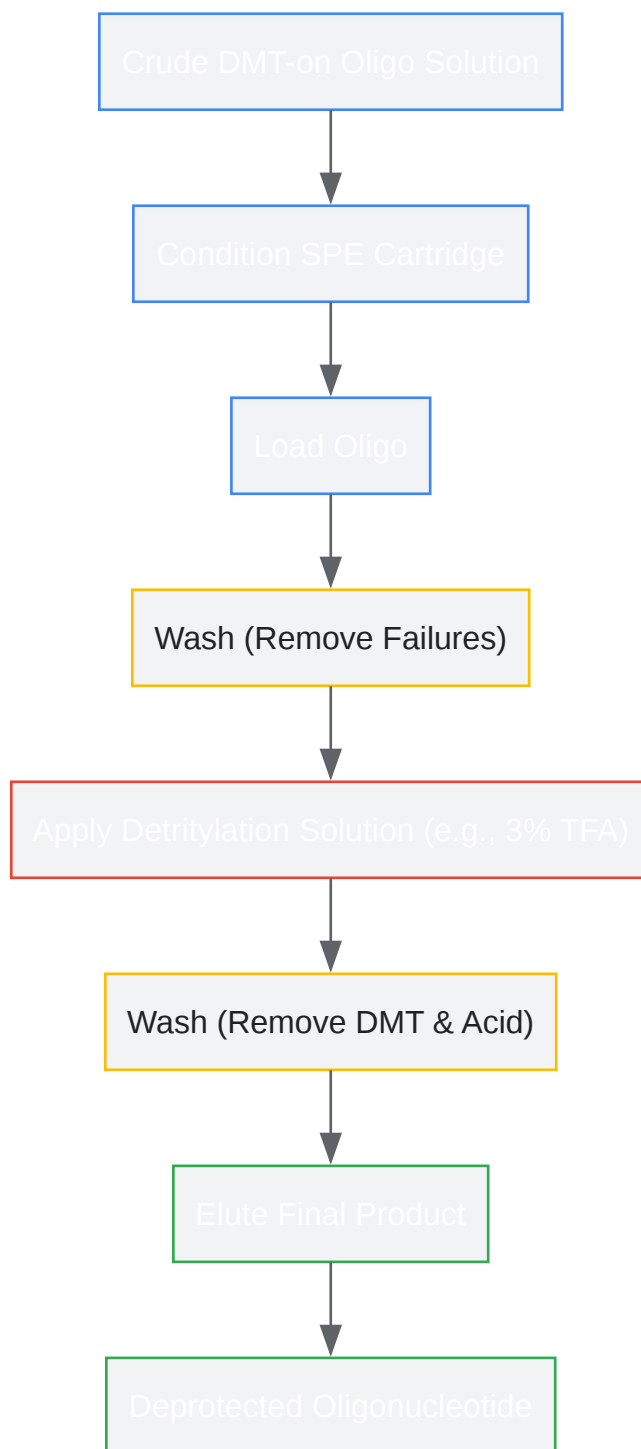 Crude DMT-on Oligo Solution
Condition SPE Cartridge
Load Oligo
Wash (Remove Failures)
Apply Detritylation Solution (e.g., 3% TFA)
Wash (Remove DMT & Acid)
Elute Final Product
Deprotected Oligonucleotide